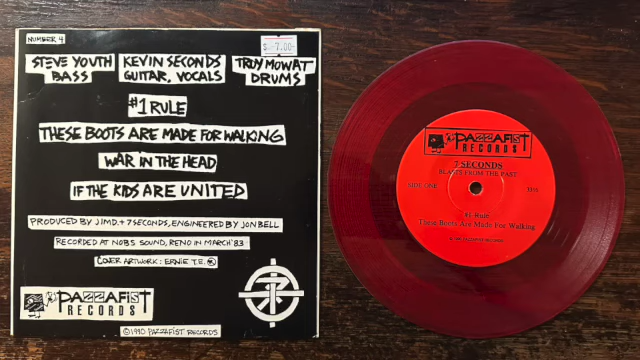 NUMBER 4
$ 7.00
STEVE YOUTH
BASS
KEVIN SECONDS
GUITAR, VOCALS
TROY MOWAT
DRUMS
#1 RULE
THESE BOOTS ARE MADE FOR WALKING
WAR IN THE HEAD
IF THE KIDS ARE UNITED
PRODUCED BY JIM D. + 7 SECONDS, ENGINEERED BY JON BELL
RECORDED AT NOBS SOUND, RENO IN MARCH '83
COVER ARTWORK: ERNIE T.E.
PAZZAFIST
RECORDS
©1990 PAZZAFIST RECORDS
PAZZAFIST
RECORDS
7 SECONDS
BLASTS FROM THE PAST
SIDE ONE
#1 Rule
These Boots Are Made For Walking